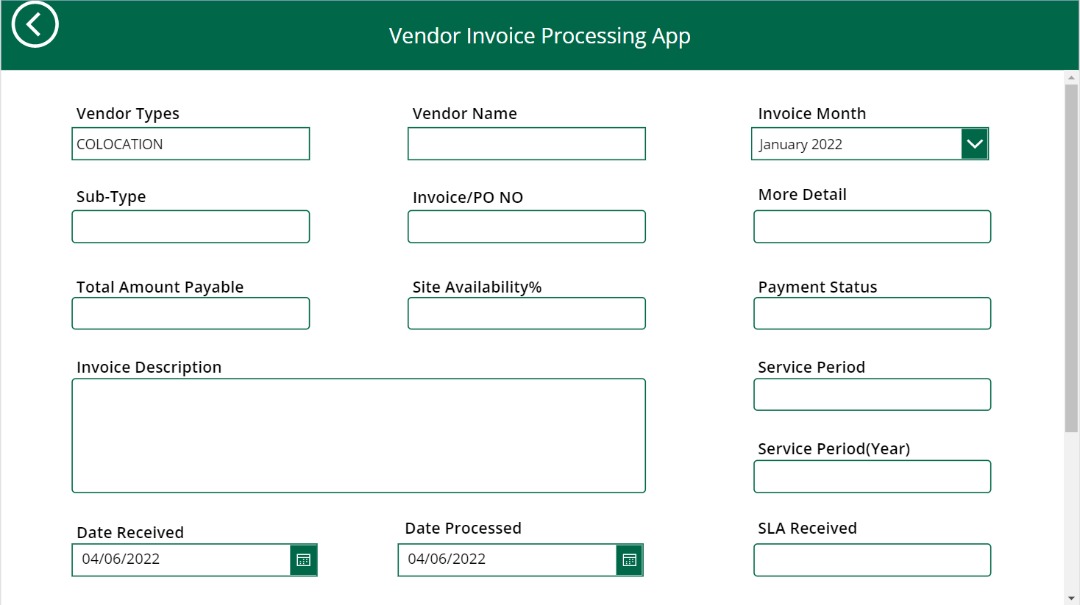 Vendor Invoice Processing App
Vendor Types
Vendor Name
Invoice Month
COLOCATION
January 2022
Sub-Type
Invoice/PO NO
More Detail
Total Amount Payable
Site Availability%
Payment Status
Invoice Description
Service Period
Service Period(Year)
Date Received
Date Processed
SLA Received
04/06/2022
04/06/2022